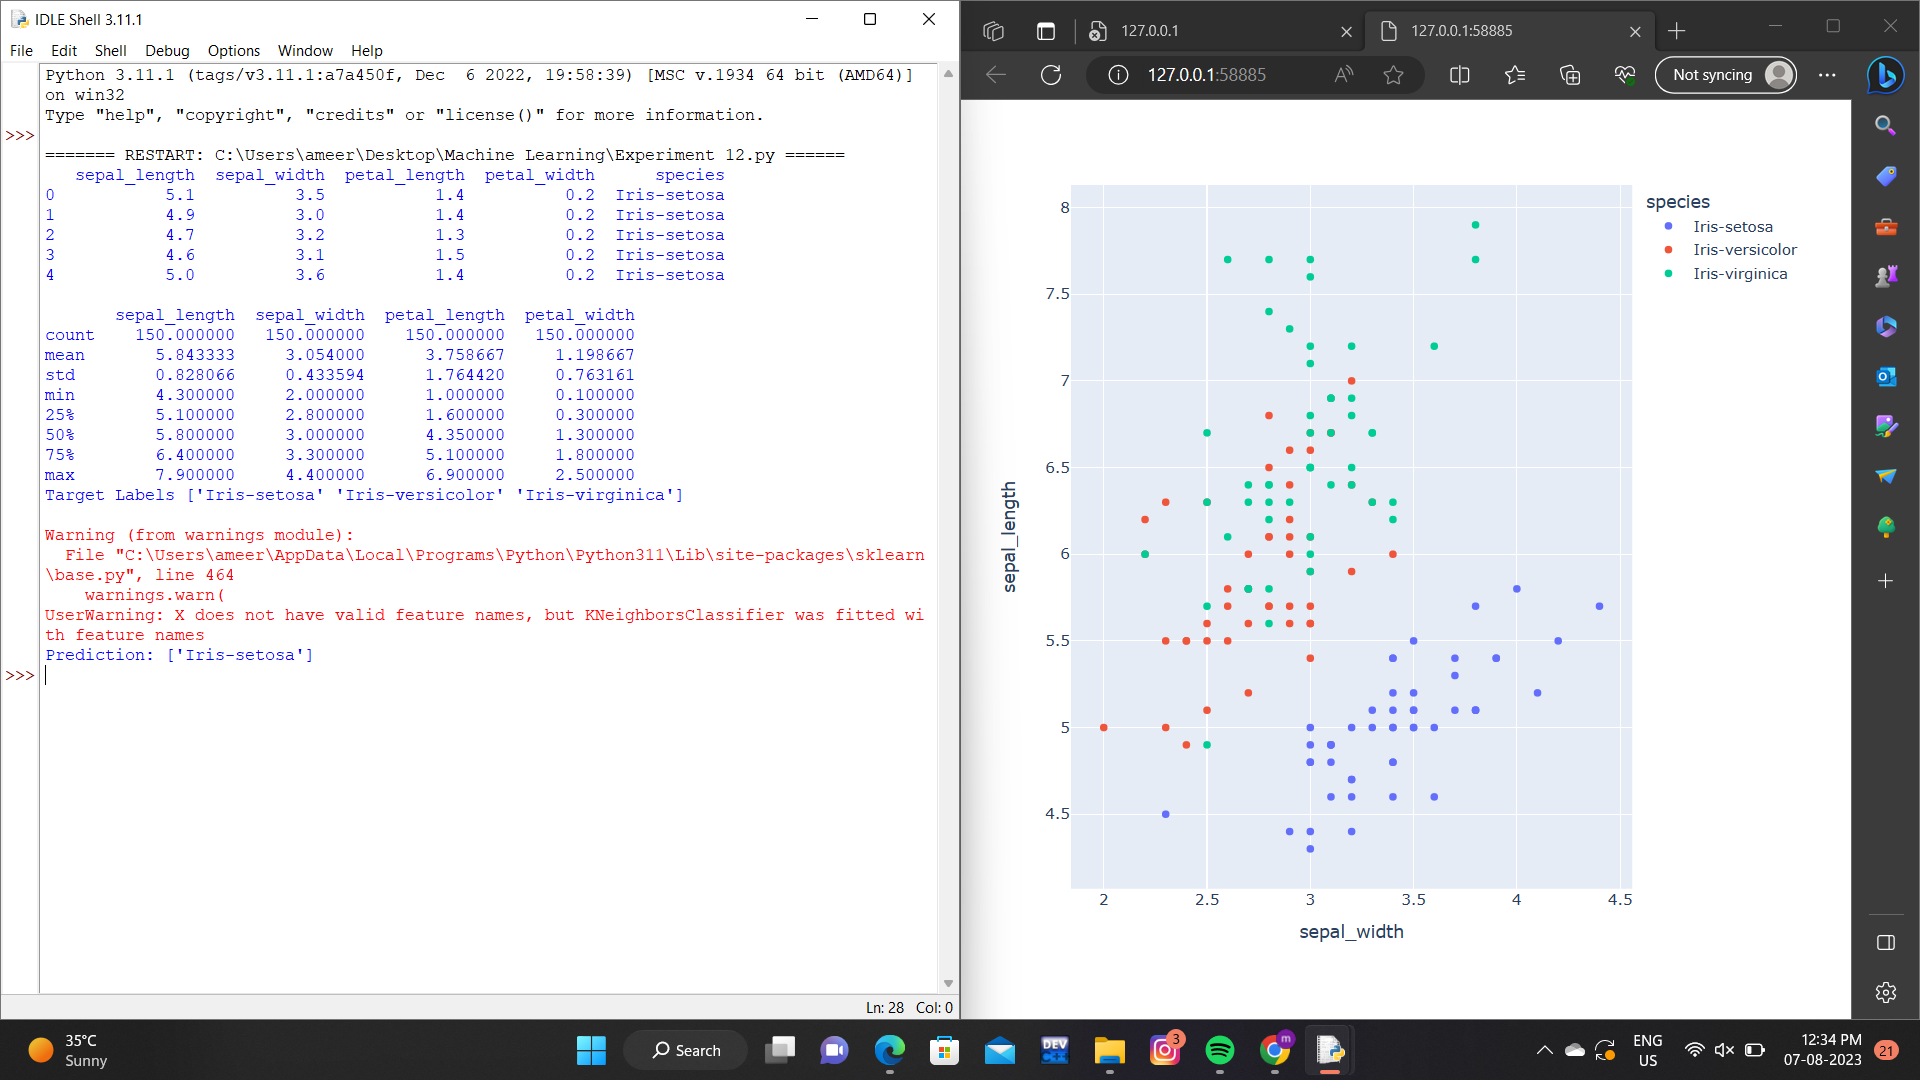 IDLE Shell 3.11.1
File Edit Shell Debug Options Window Help
Python 3.11.1 (tags/v3.11.1:a7a450f, Dec  6 2022, 19:58:39) [MSC v.1934 64 bit (AMD64)]
on win32
Type "help", "copyright", "credits" or "license()" for more information.
>>>
======= RESTART: C:\Users\ameer\Desktop\Machine Learning\Experiment 12.py ======
sepal_length  sepal_width  petal_length  petal_width      species
0           5.1          3.5           1.4          0.2  Iris-setosa
1           4.9          3.0           1.4          0.2  Iris-setosa
2           4.7          3.2           1.3          0.2  Iris-setosa
3           4.6          3.1           1.5          0.2  Iris-setosa
4           5.0          3.6           1.4          0.2  Iris-setosa
sepal_length  sepal_width  petal_length  petal_width
count    150.000000   150.000000    150.000000   150.000000
mean       5.843333     3.054000      3.758667     1.198667
std        0.828066     0.433594      1.764420     0.763161
min        4.300000     2.000000      1.000000     0.100000
25%        5.100000     2.800000      1.600000     0.300000
50%        5.800000     3.000000      4.350000     1.300000
75%        6.400000     3.300000      5.100000     1.800000
max        7.900000     4.400000      6.900000     2.500000
Target Labels ['Iris-setosa' 'Iris-versicolor' 'Iris-virginica']
Warning (from warnings module):
File "C:\Users\ameer\AppData\Local\Programs\Python\Python311\Lib\site-packages\sklearn
\base.py", line 464
warnings.warn(
UserWarning: X does not have valid feature names, but KNeighborsClassifier was fitted wi
th feature names
Prediction: ['Iris-setosa']
>>>
Ln: 28 Col: 0
127.0.0.1
127.0.0.1:58885
127.0.0.1:58885
Not syncing
species
Iris-setosa
Iris-versicolor
Iris-virginica
8
7.5
7
6.5
6
5.5
5
4.5
sepal_length
2 2.5 3 3.5 4 4.5
sepal_width
35°C
Sunny
Search
DEV
C++
3
m
ENG
US
12:34 PM
07-08-2023
21